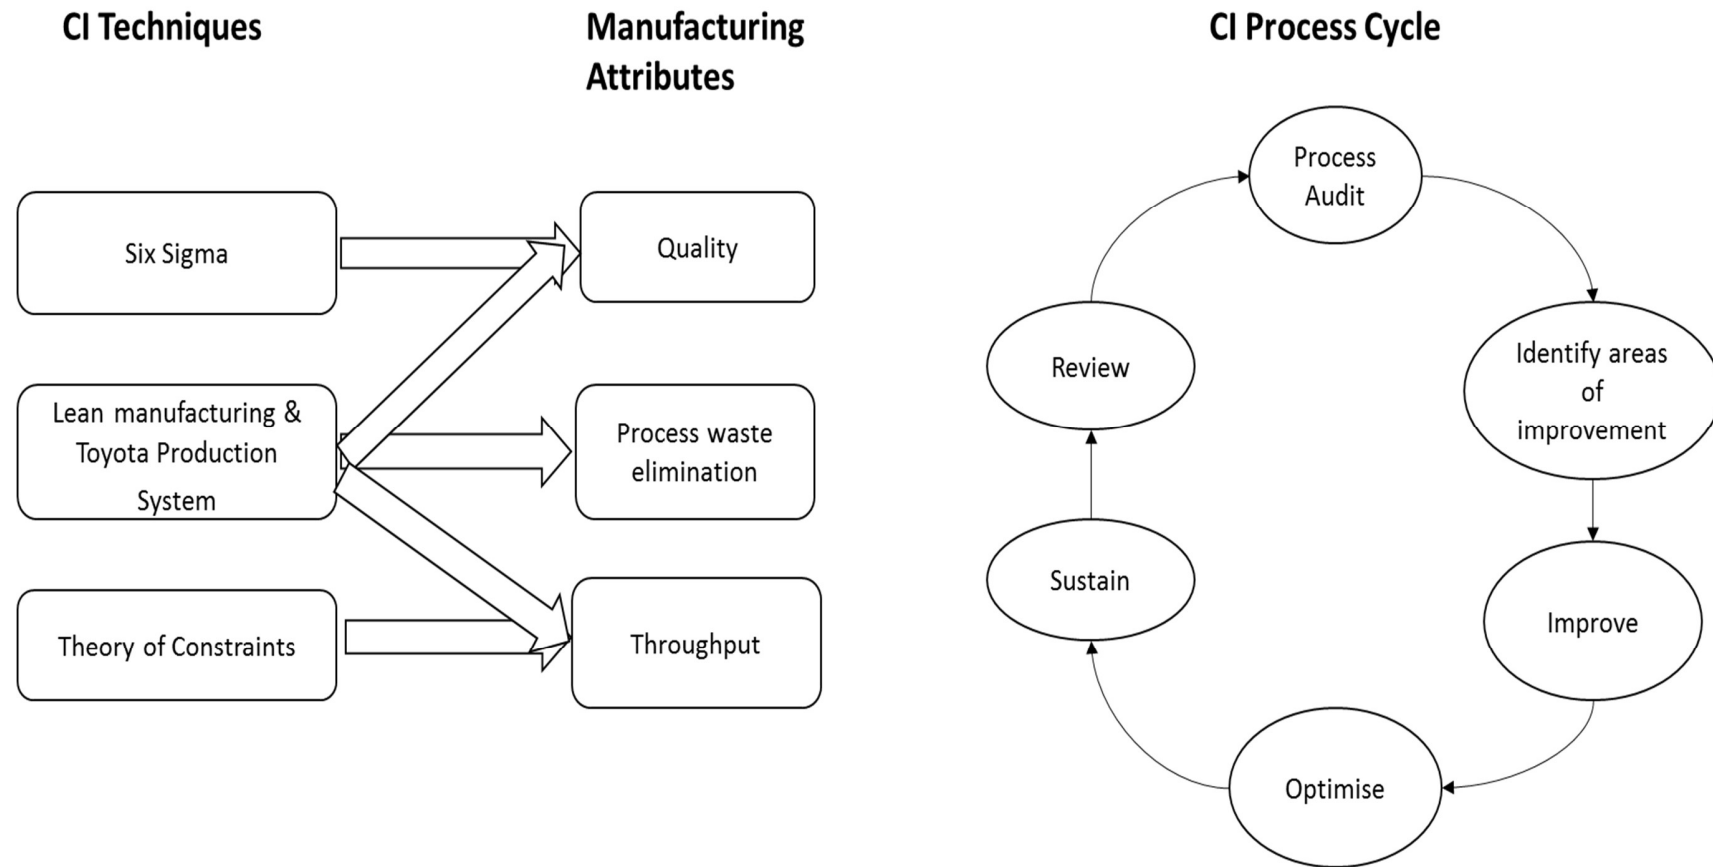 CI Techniques
Manufacturing
Attributes
CI Process Cycle
Six Sigma
Quality
Lean manufacturing &
Toyota Production
System
Process waste
elimination
Theory of Constraints
Throughput
Process
Audit
Identify areas
of
improvement
Improve
Optimise
Sustain
Review